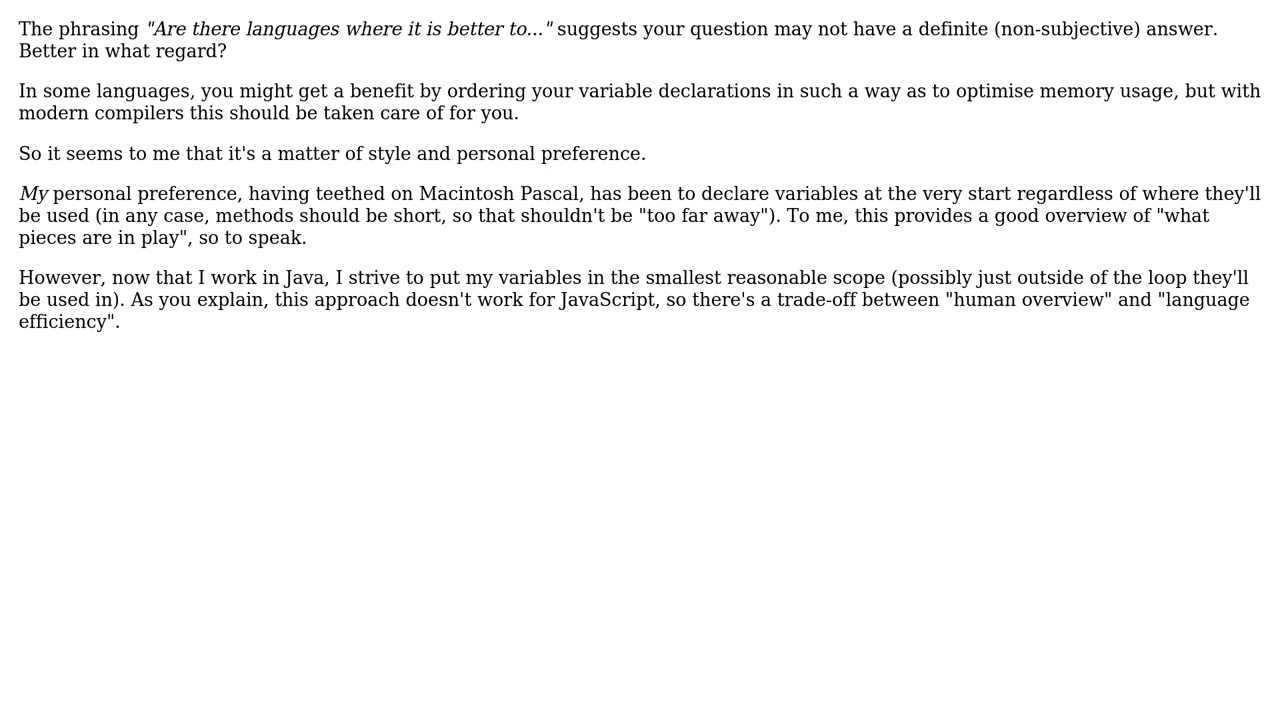 The phrasing "Are there languages where it is better to..." suggests your question may not have a definite (non-subjective) answer.
Better in what regard?
In some languages, you might get a benefit by ordering your variable declarations in such a way as to optimise memory usage, but with
modern compilers this should be taken care of for you.
So it seems to me that it's a matter of style and personal preference.
My personal preference, having teethed on Macintosh Pascal, has been to declare variables at the very start regardless of where they'll
be used (in any case, methods should be short, so that shouldn't be "too far away"). To me, this provides a good overview of "what
pieces are in play", so to speak.
However, now that I work in Java, I strive to put my variables in the smallest reasonable scope (possibly just outside of the loop they'll
be used in). As you explain, this approach doesn't work for JavaScript, so there's a trade-off between "human overview" and "language
efficiency".